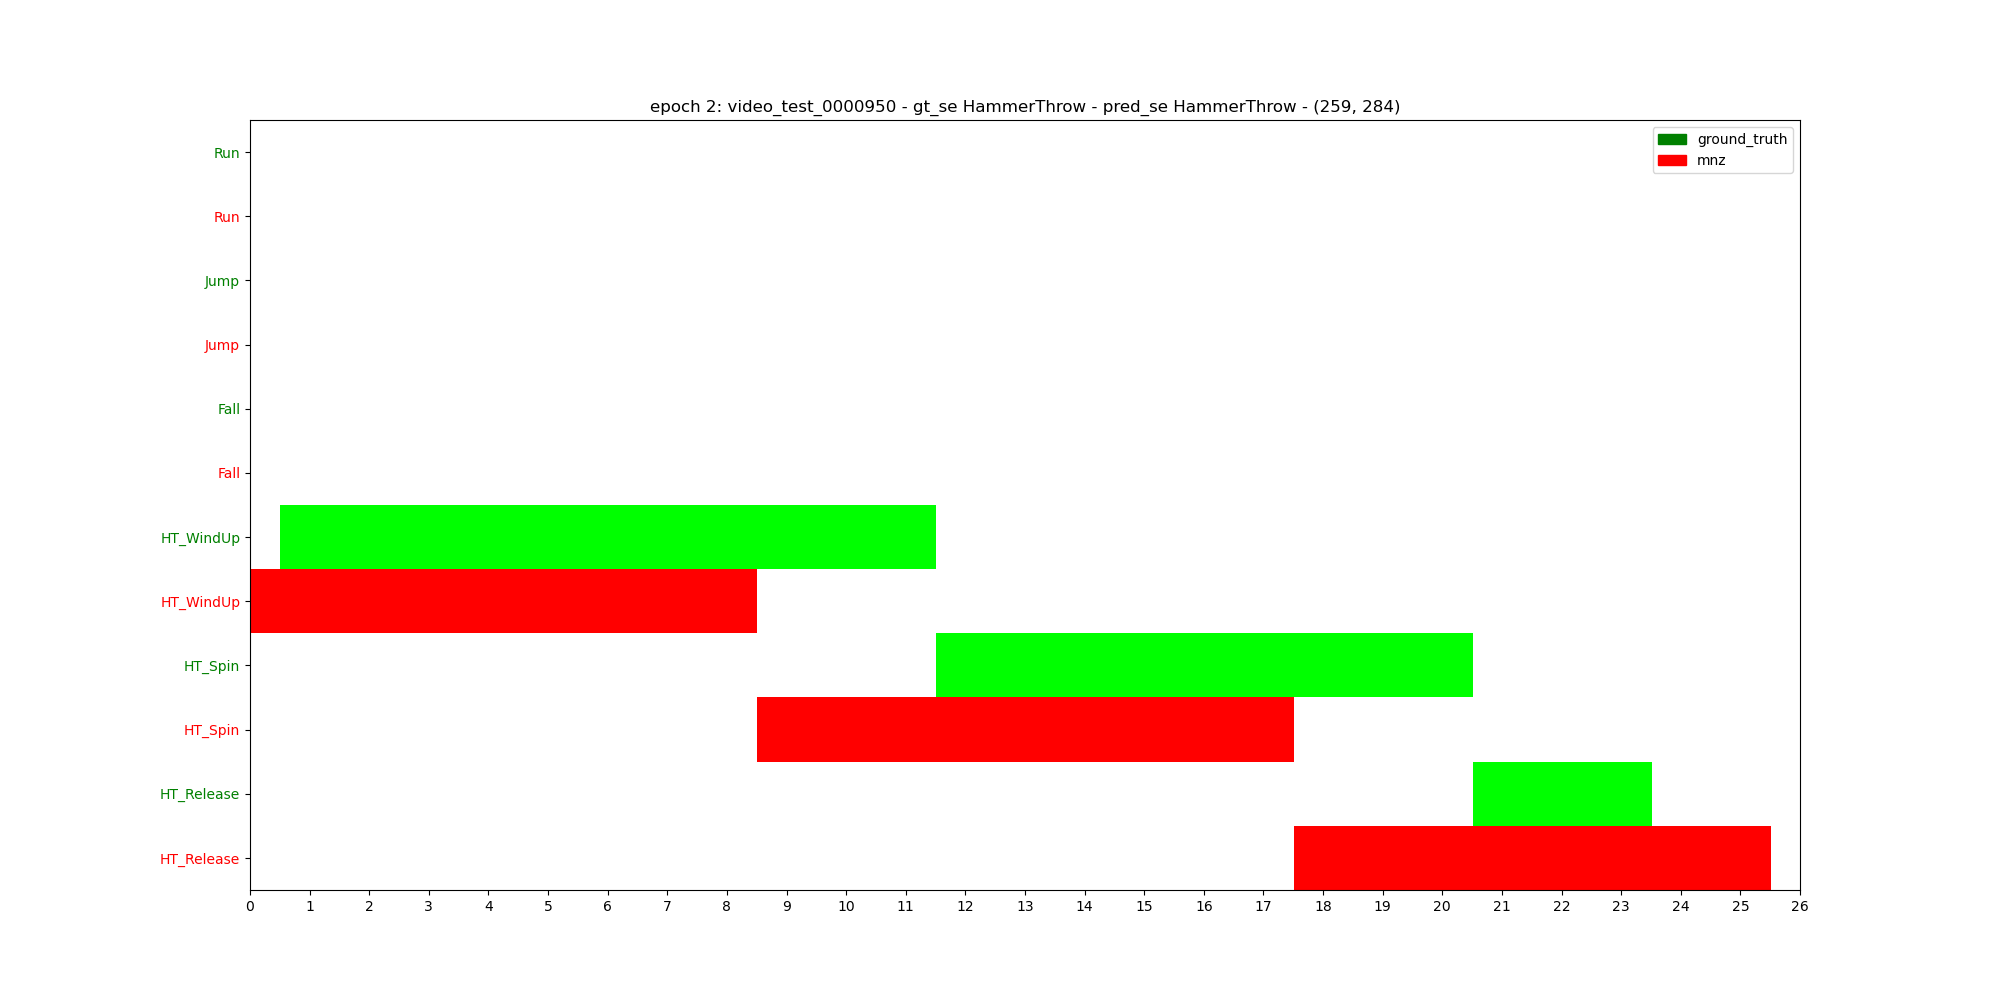 epoch 2: video_test_0000950 - gt_se HammerThrow - pred_se HammerThrow - (259, 284)
ground_truth
mnz
Run
Run
Jump
Jump
Fall
Fall
HT_WindUp
HT_WindUp
HT_Spin
HT_Spin
HT_Release
HT_Release
0 1 2 3 4 5 6 7 8 9 10 11 12 13 14 15 16 17 18 19 20 21 22 23 24 25 26